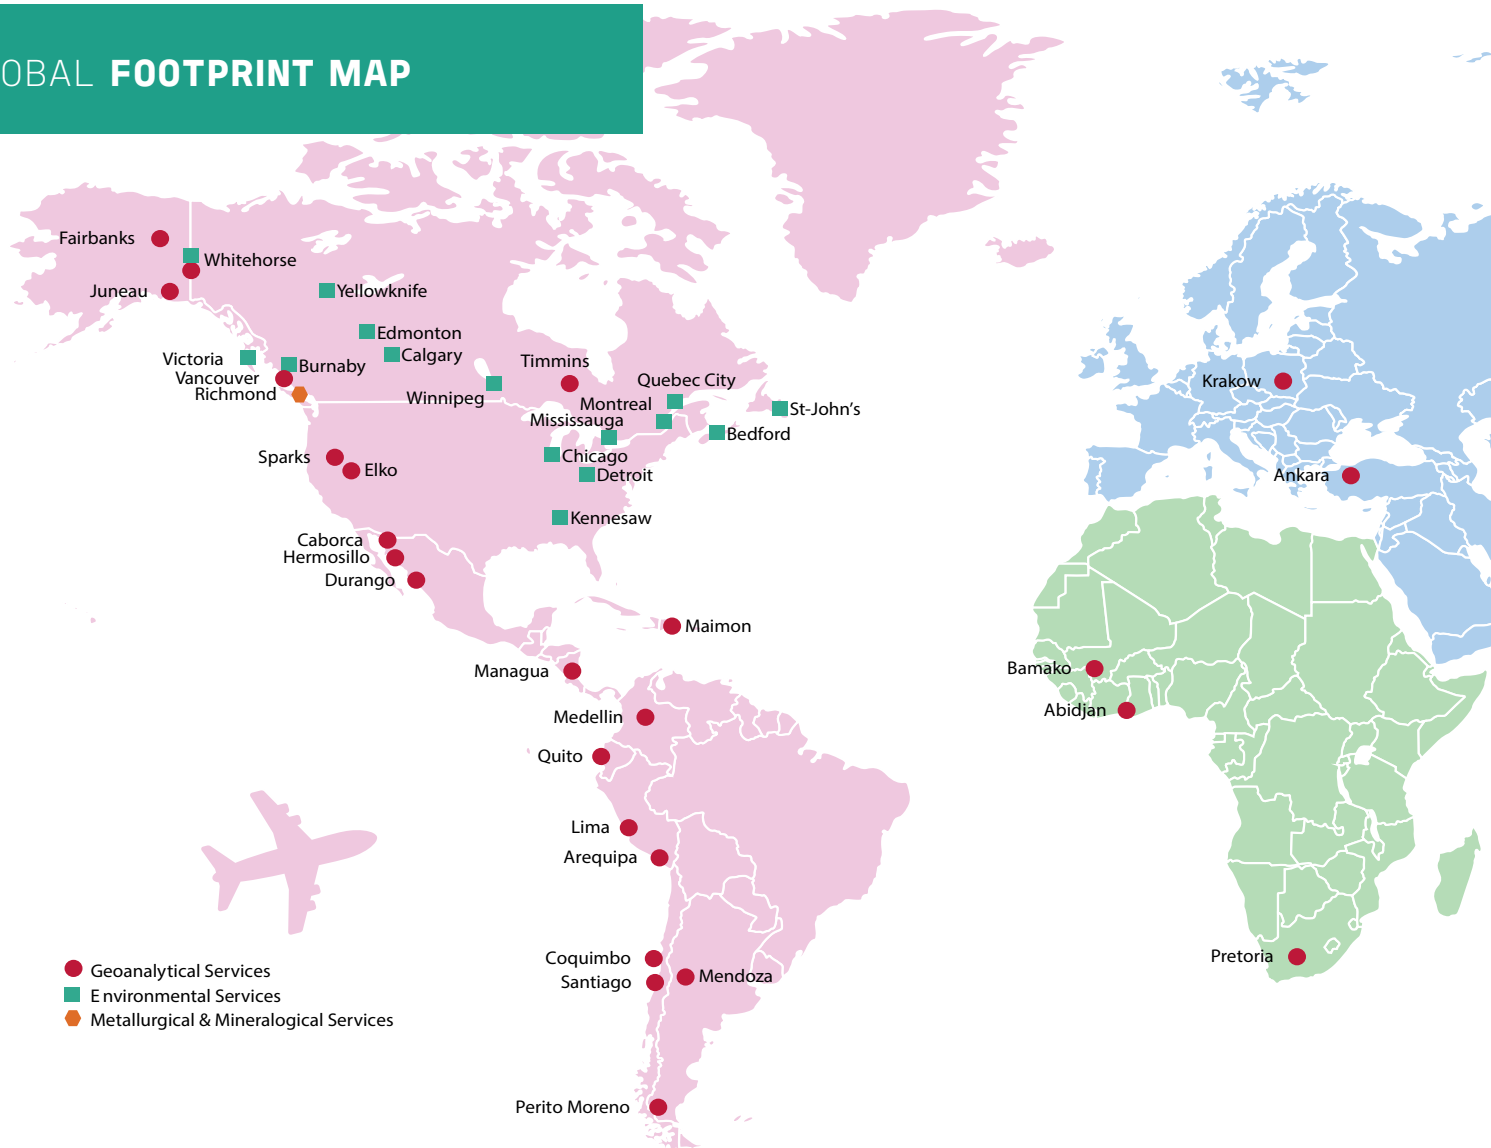 OBAL FOOTPRINT MAP
Fairbanks
Whitehorse
Juneau
Yellowknife
Edmonton
Calgary
Victoria
Burnaby
Vancouver
Richmond
Winnipeg
Timmins
Quebec City
Montreal
Mississauga
St-John's
Bedford
Chicago
Detroit
Sparks
Elko
Kennesaw
Caborca
Hermosillo
Durango
Maimon
Managua
Medellin
Quito
Lima
Arequipa
Coquimbo
Santiago
Mendoza
Perito Moreno
Krakow
Ankara
Bamako
Abidjan
Pretoria
Geoanalytical Services
Environmental Services
Metallurgical & Mineralogical Services